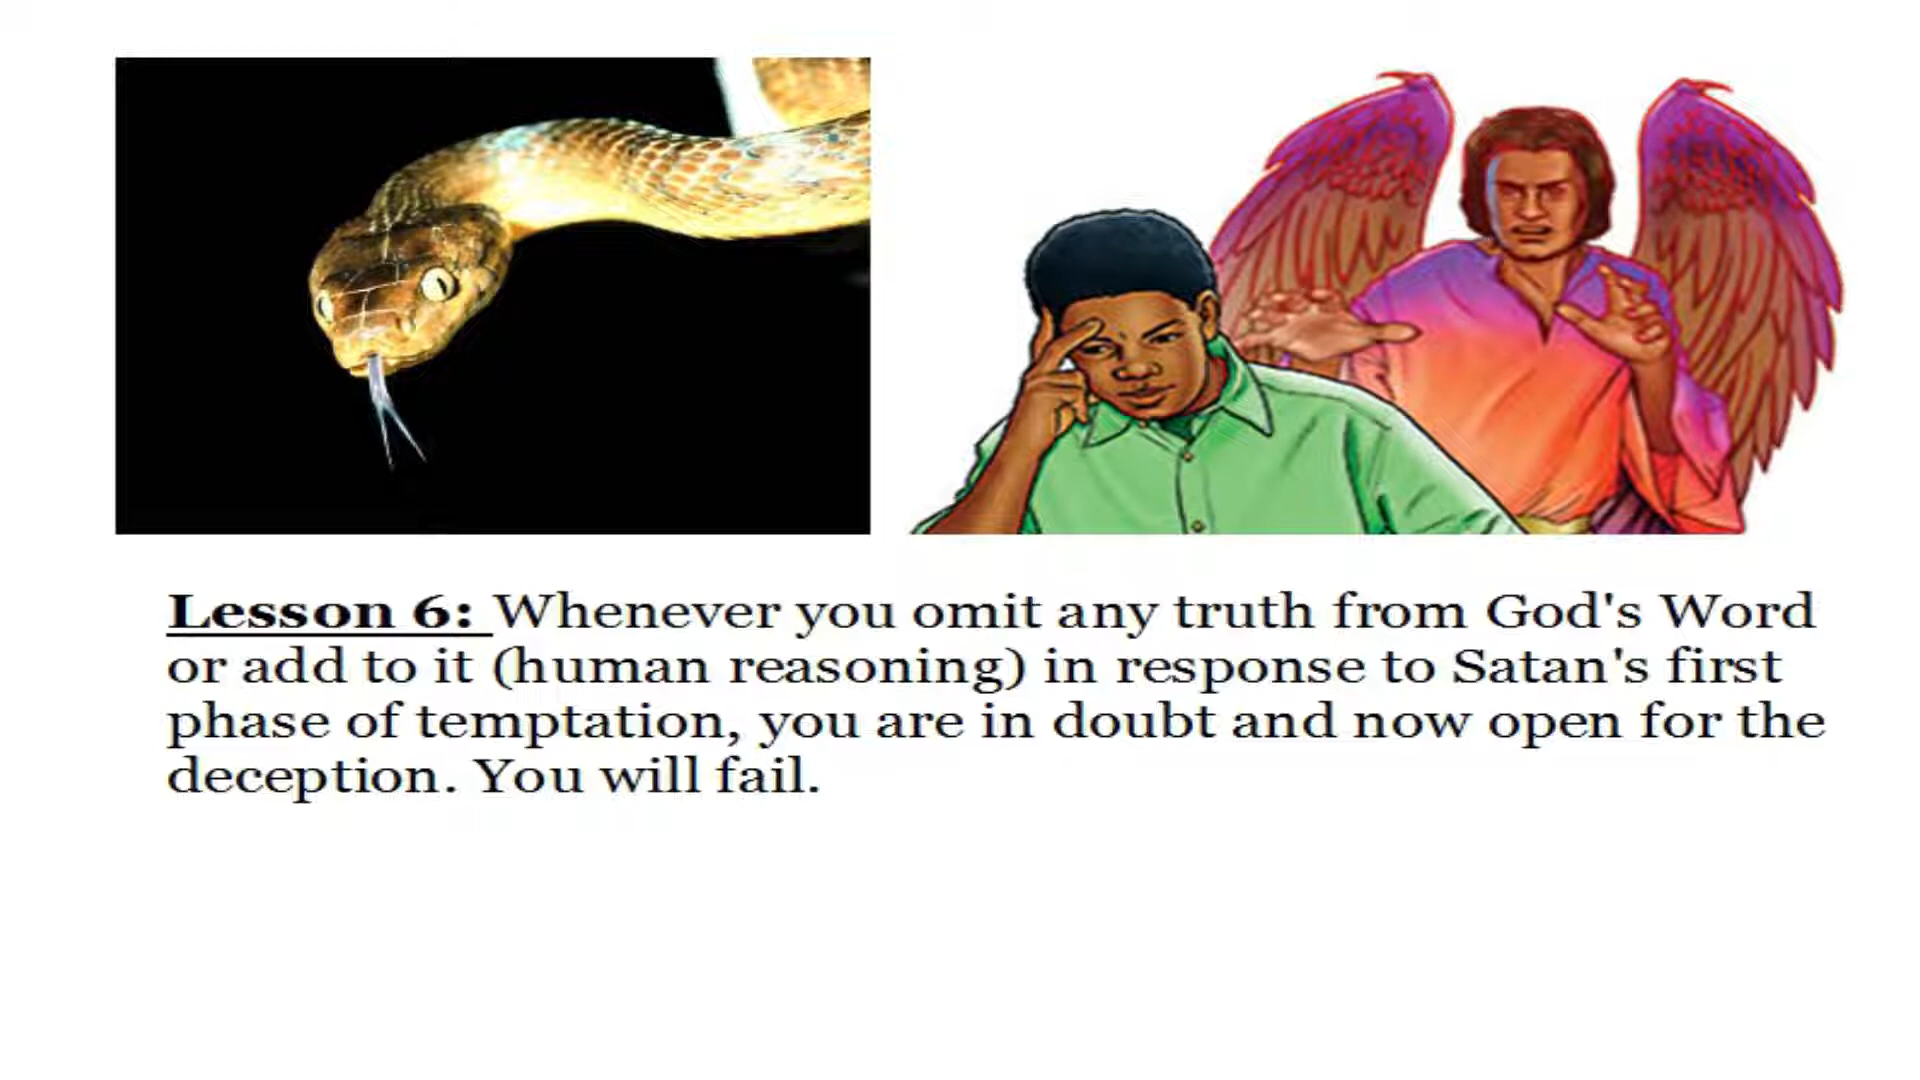 Lesson 6: Whenever you omit any truth from God's Word
or add to it (human reasoning) in response to Satan's first
phase of temptation, you are in doubt and now open for the
deception. You will fail.